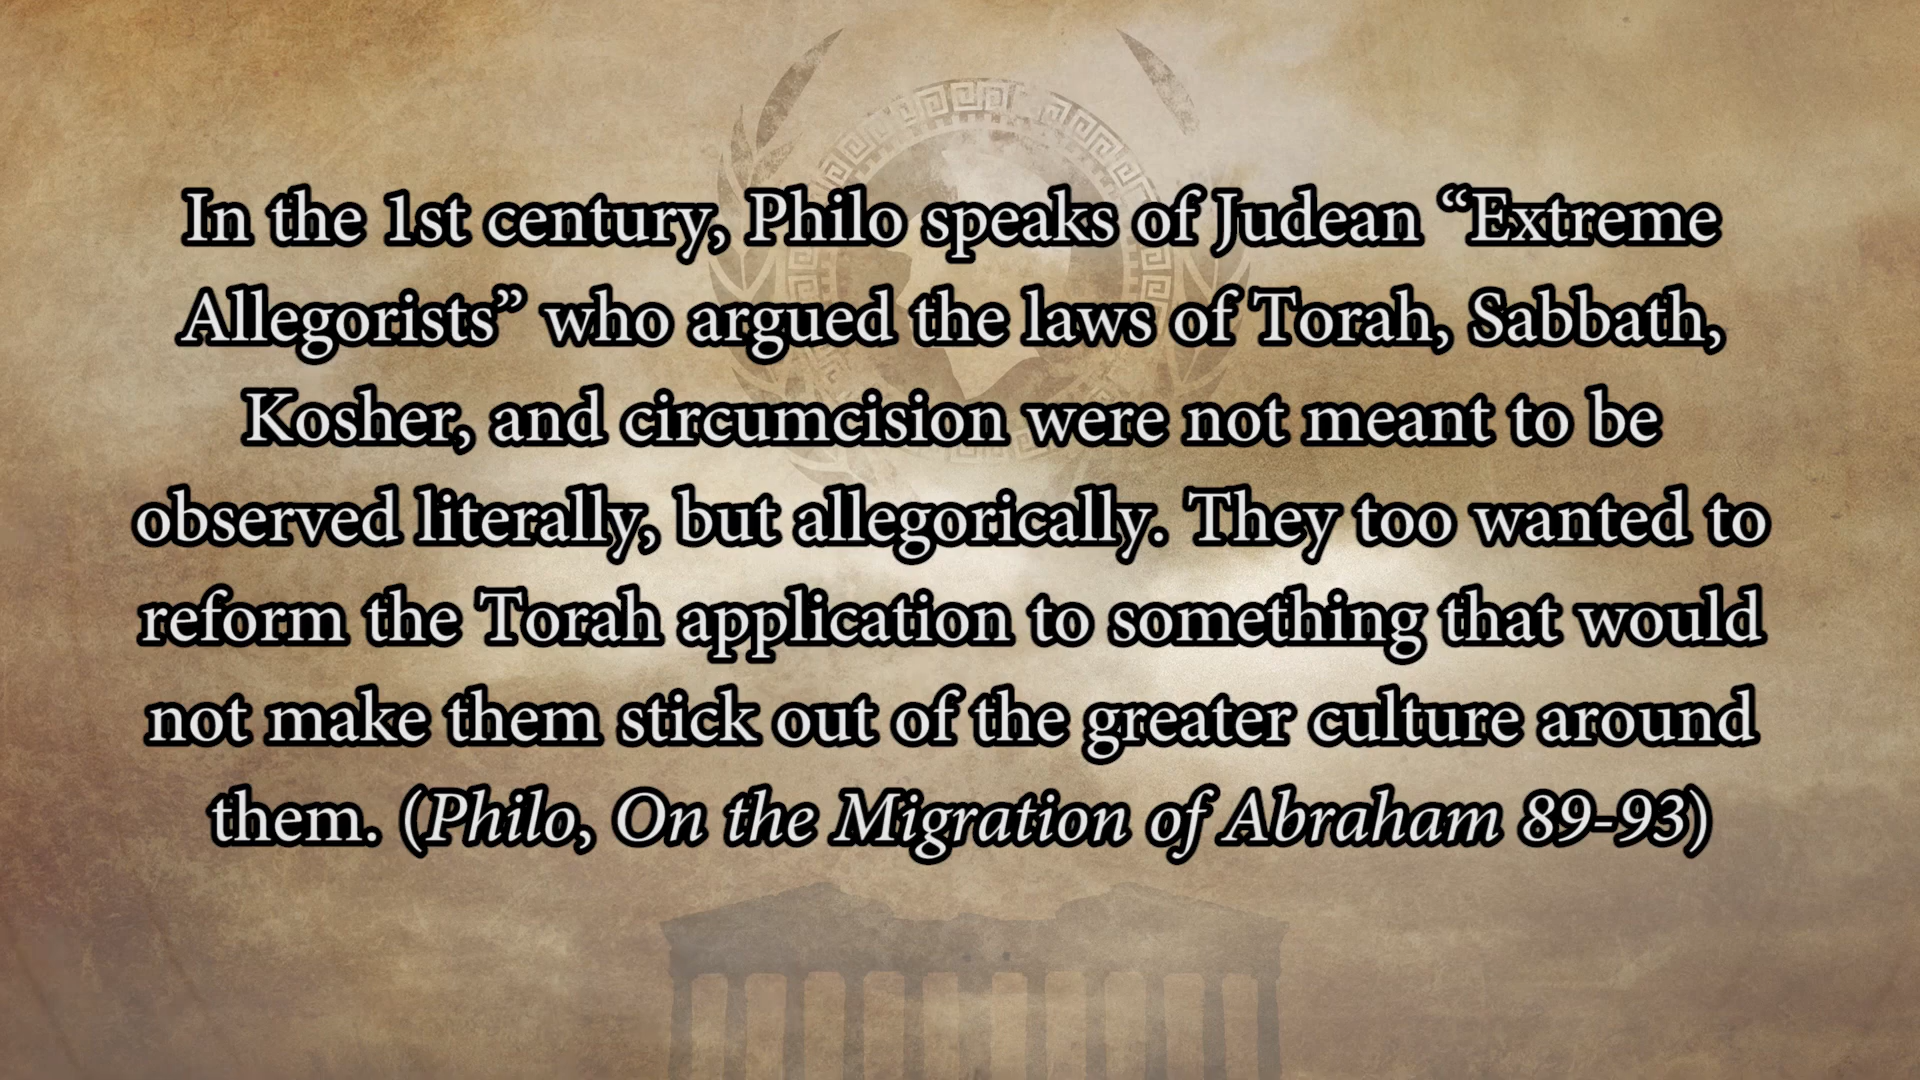 In the 1st century, Philo speaks of Judean “Extreme
Allegorists” who argued the laws of Torah, Sabbath,
Kosher, and circumcision were not meant to be
observed literally, but allegorically. They too wanted to
reform the Torah application to something that would
not make them stick out of the greater culture around
them. (Philo, On the Migration of Abraham 89-93)